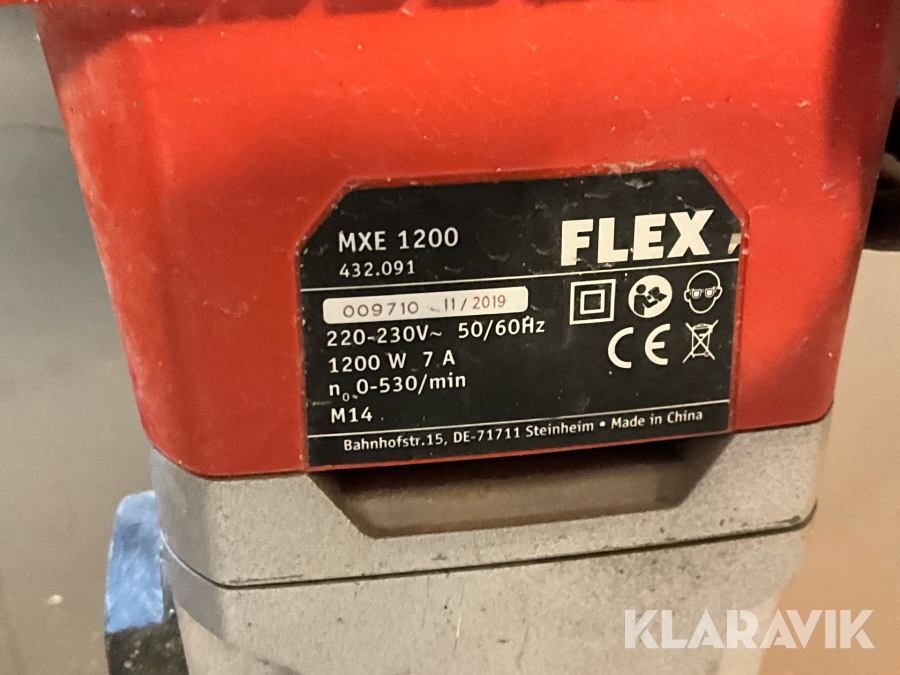 MXE 1200
FLEX
432.091
009710 11/2019
220-230V~ 50/60Hz
1200 W 7 A
n₀ 0-530/min
M14
CE
Bahnhofstr.15, DE-71711 Steinheim • Made in China
KLARAVIK